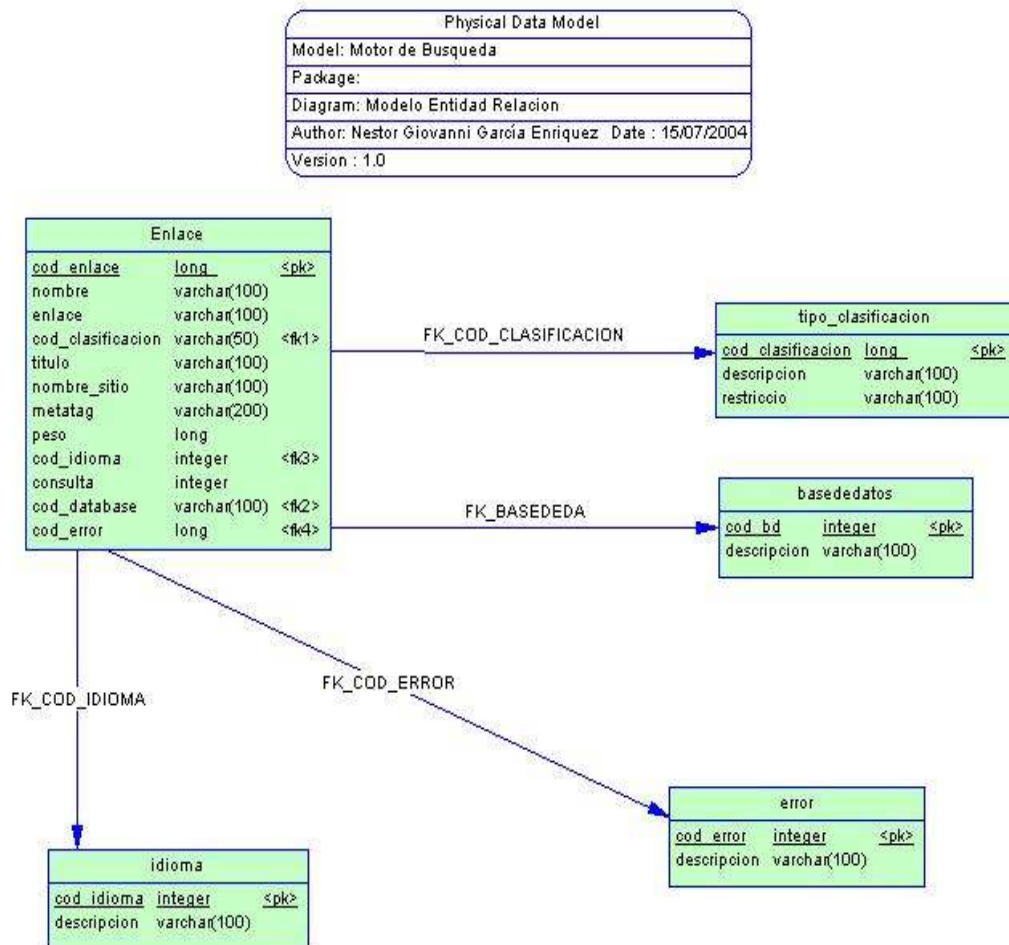 Physical Data Model
Model: Motor de Busqueda
Package:
Diagram: Modelo Entidad Relacion
Author: Nestor Giovanni García Enriquez Date : 15/07/2004
Version : 1.0
Enlace
cod_enlace long <pk>
nombre varchar(100)
enlace varchar(100)
cod_clasificacion varchar(50) <fk1>
titulo varchar(100)
nombre_sitio varchar(100)
metatag varchar(200)
peso long
cod_idioma integer <fk3>
consulta integer
cod_database varchar(100) <fk2>
cod_error long <fk4>
FK_COD_CLASIFICACION
tipo_clasificacion
cod_clasificacion long <pk>
descripcion varchar(100)
restriccio varchar(100)
FK_BASEDEDA
basededatos
cod_bd integer <pk>
descripcion varchar(100)
FK_COD_IDIOMA
FK_COD_ERROR
error
cod_error integer <pk>
descripcion varchar(100)
idioma
cod_idioma integer <pk>
descripcion varchar(100)